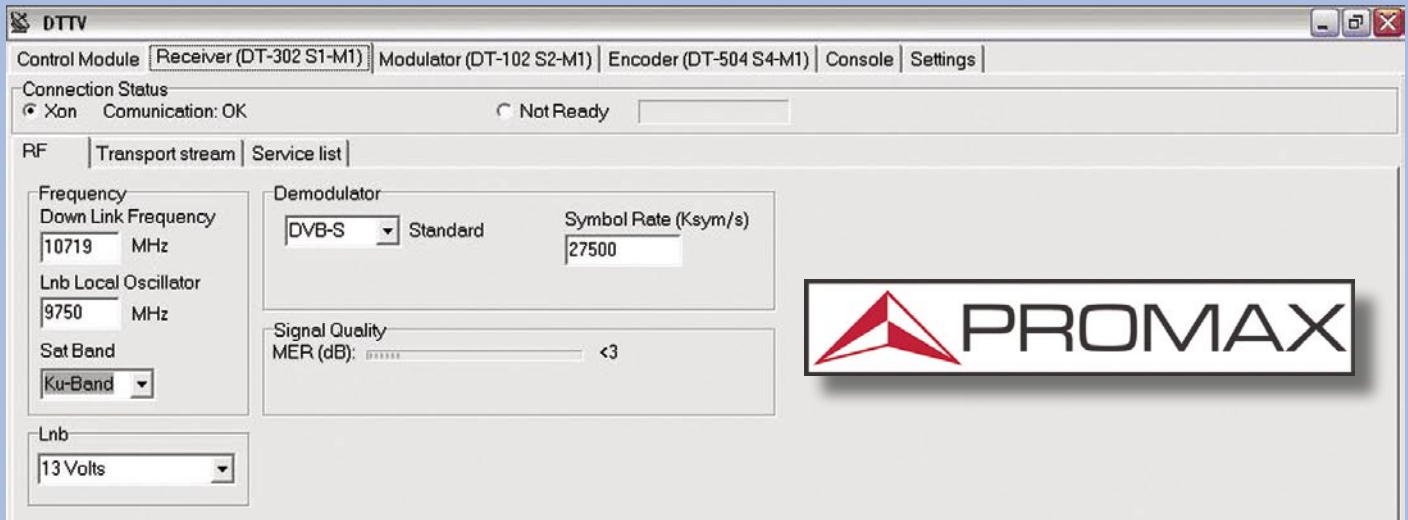 DTTV
Control Module Receiver (DT-302 S1-M1) Modulator (DT-102 S2-M1) Encoder (DT-504 S4-M1) Console Settings
Connection Status
Xon Comunication: OK Not Ready
RF Transport stream Service list
Frequency
Down Link Frequency
10719 MHz
Lnb Local Oscillator
9750 MHz
Sat Band
Ku-Band
Lnb
13 Volts
Demodulator
DVB-S Standard
Symbol Rate (Ksym/s)
27500
Signal Quality
MER (dB): <3
PROMAX